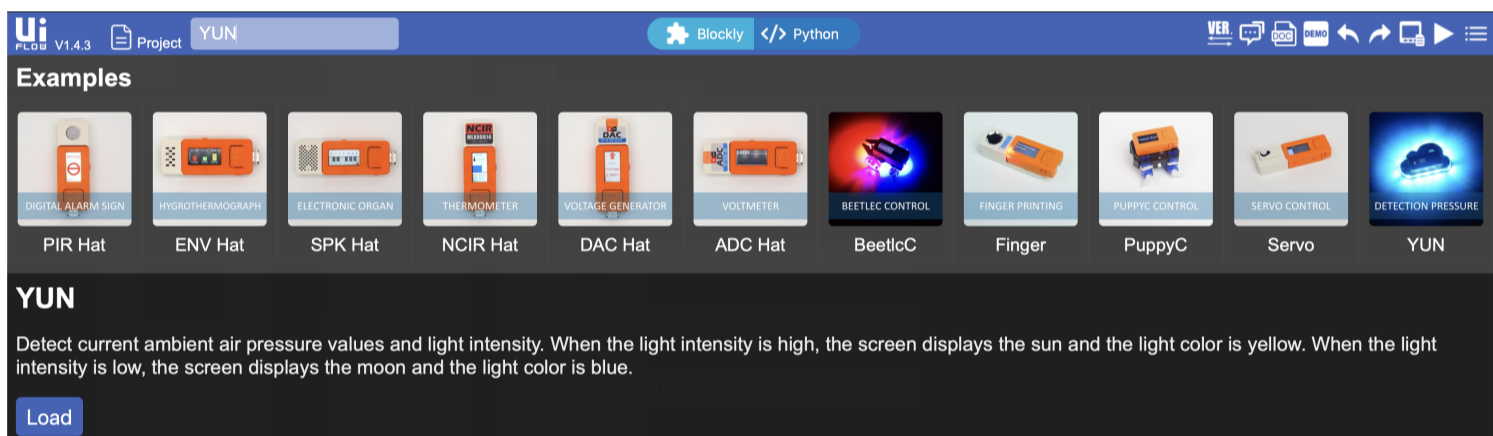 Ui
FLOW V1.4.3 Project YUN Blockly </> Python VER. DOC DEMO
Examples
NCIR
DAC
ADC
DIGITAL ALARM SIGN HYGROTHERMOGRAPH ELECTRONIC ORGAN THERMOMETER VOLTAGE GENERATOR VOLTMETER BEETLEC CONTROL FINGER PRINTING PUPPYC CONTROL SERVO CONTROL DETECTION PRESSURE
PIR Hat ENV Hat SPK Hat NCIR Hat DAC Hat ADC Hat BeetlcC Finger PuppyC Servo YUN
YUN
Detect current ambient air pressure values and light intensity. When the light intensity is high, the screen displays the sun and the light color is yellow. When the light
intensity is low, the screen displays the moon and the light color is blue.
Load